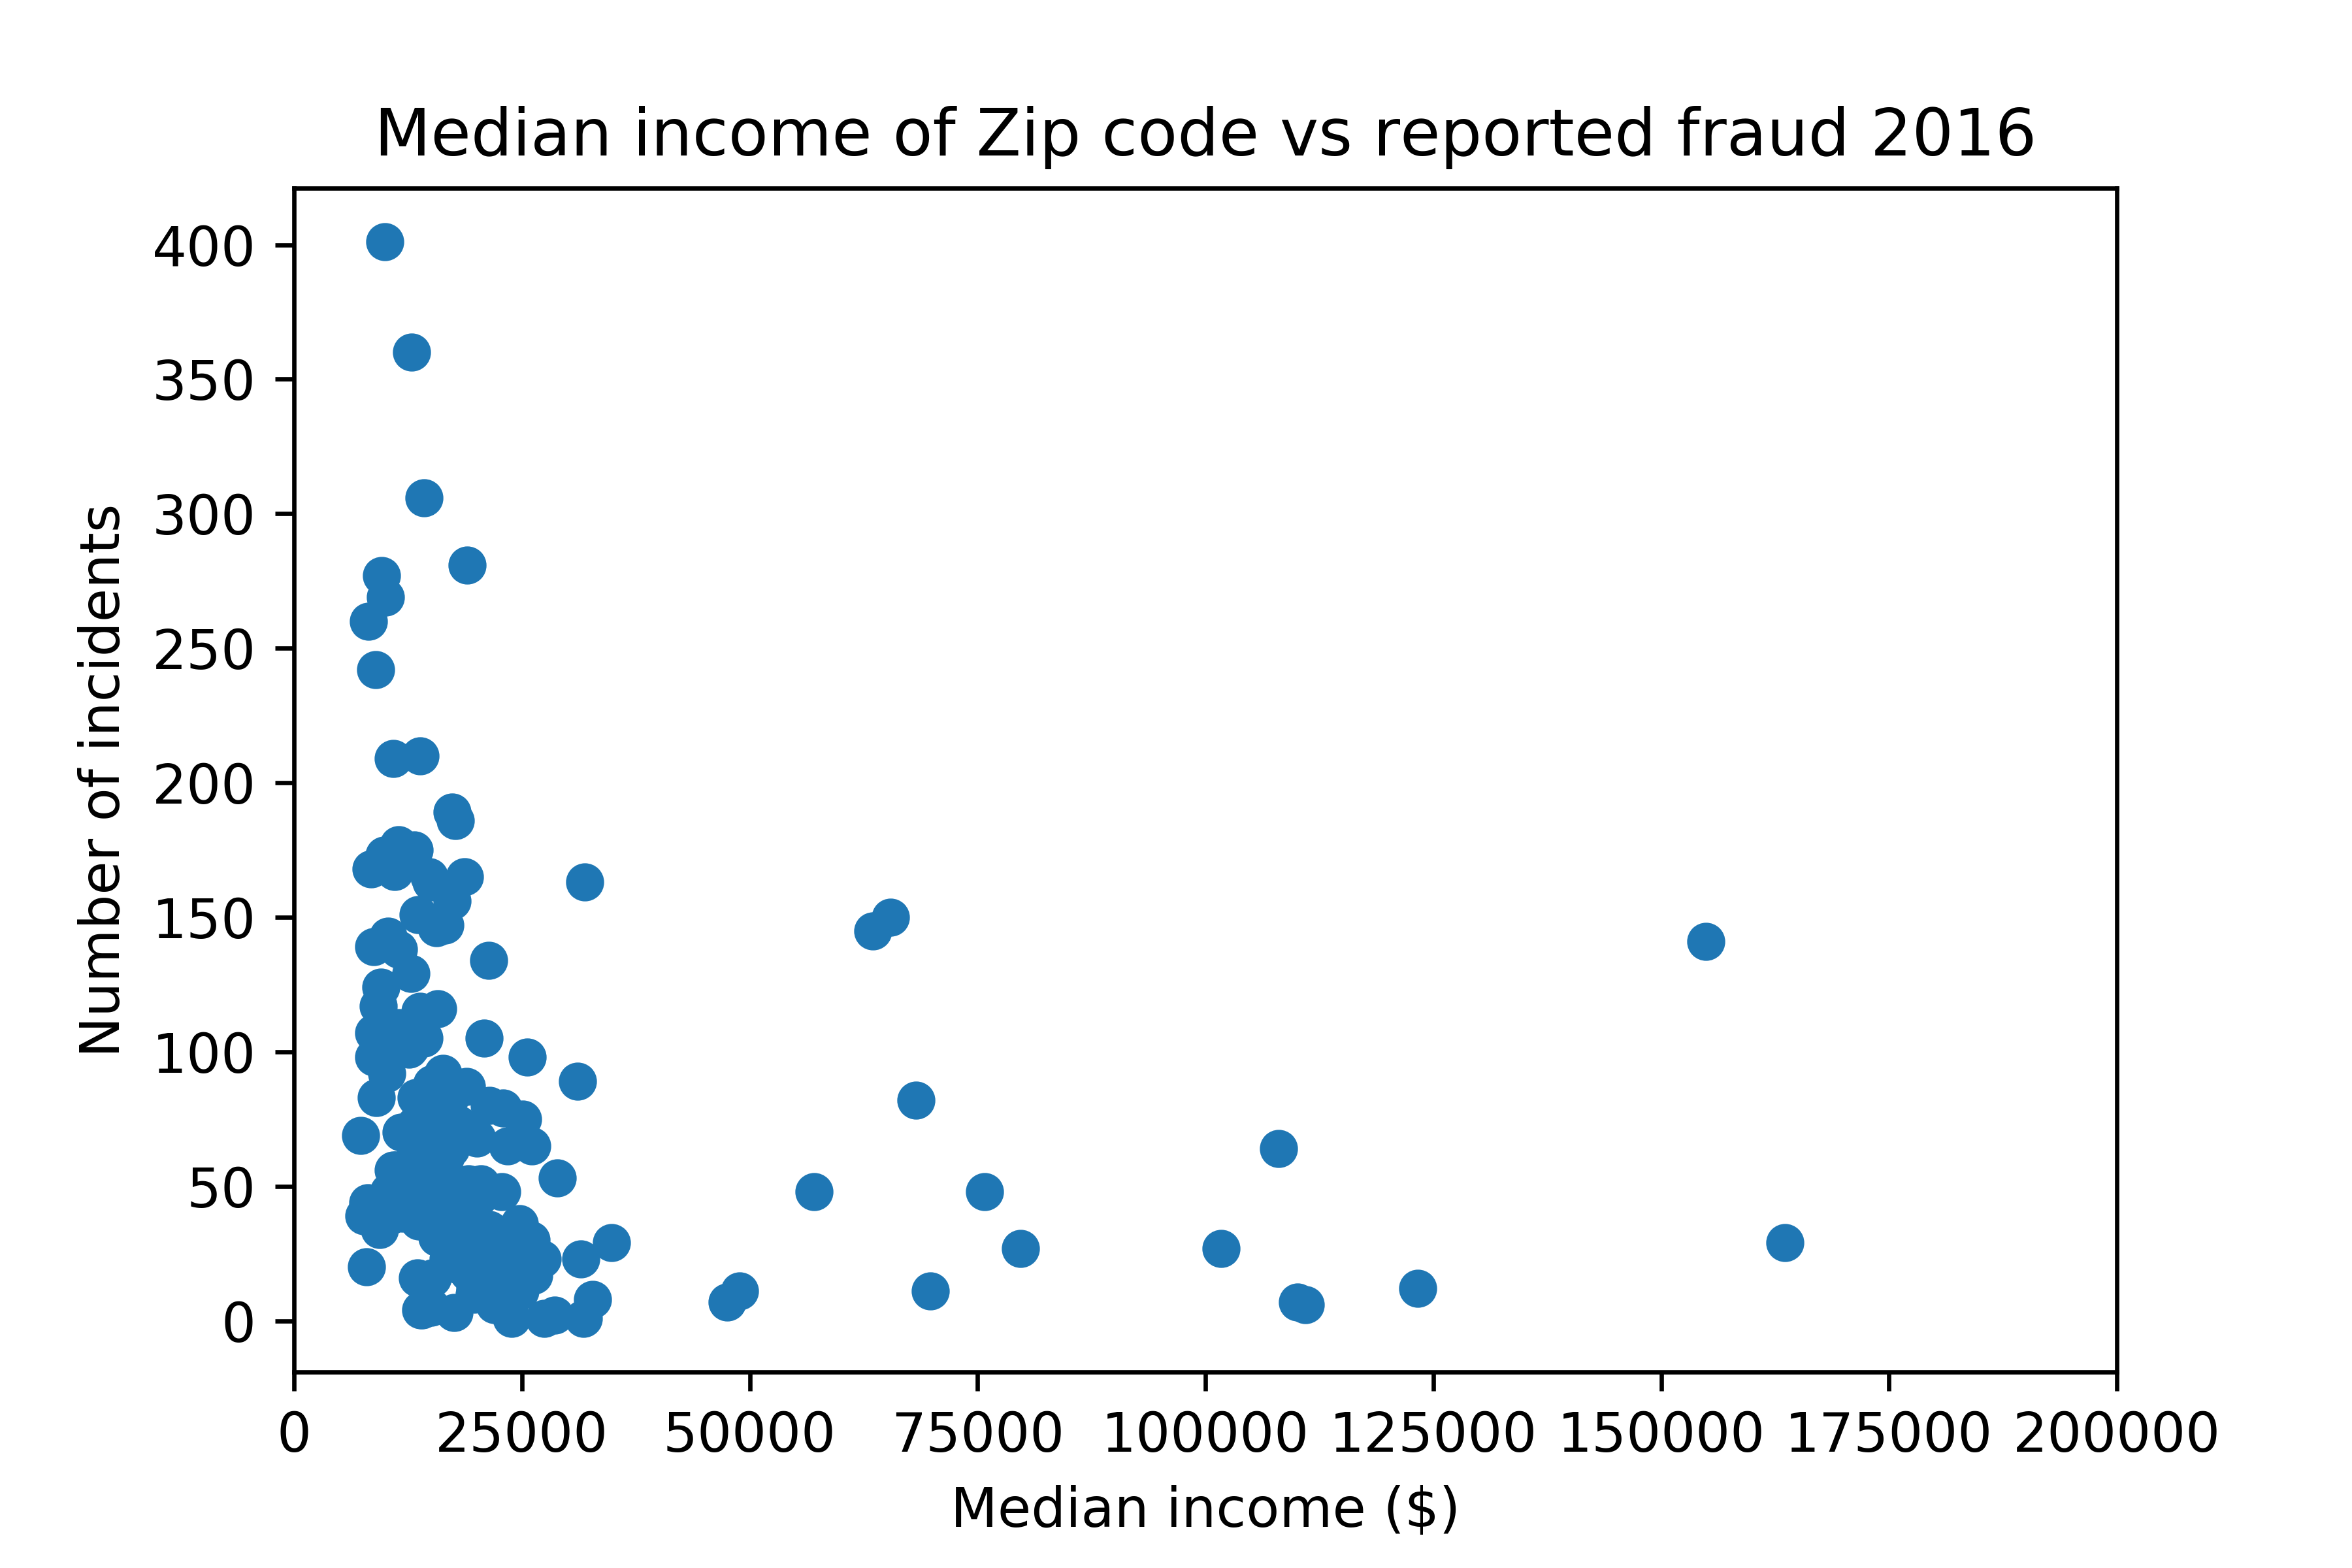 Median income of Zip code vs reported fraud 2016
Number of incidents
400
350
300
250
200
150
100
50
0
0 25000 50000 75000 100000 125000 150000 175000 200000
Median income ($)